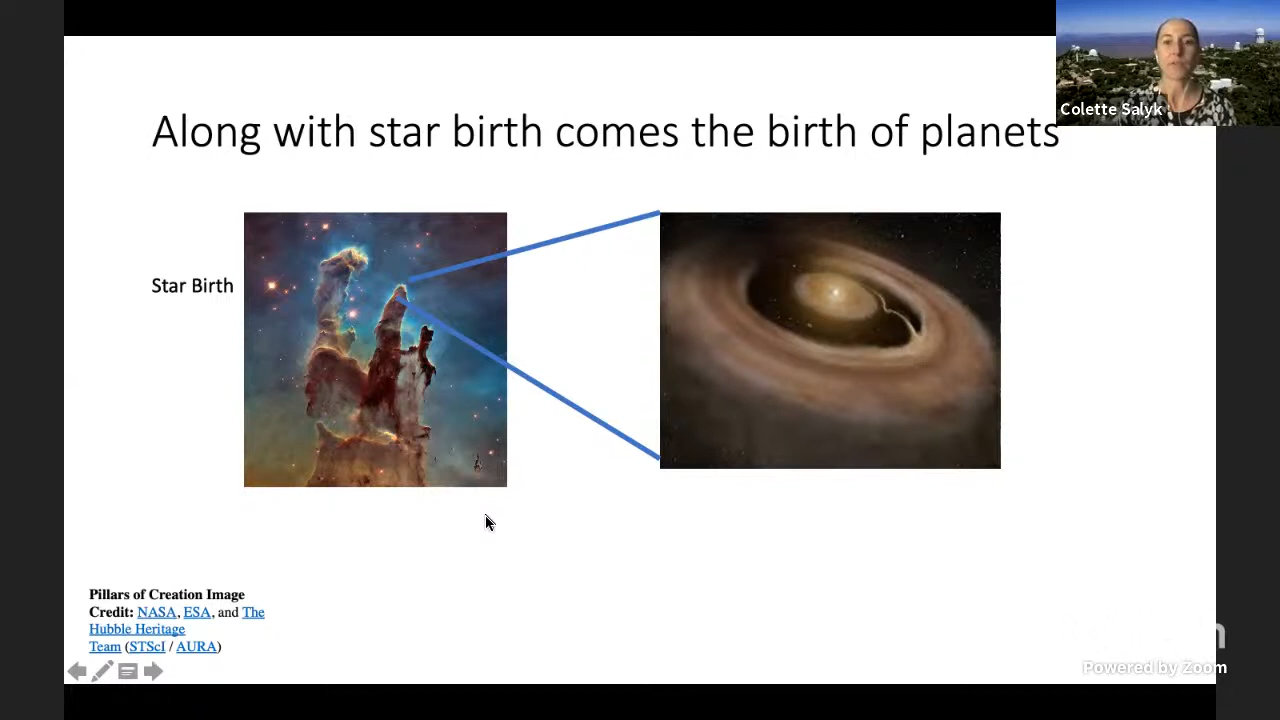 Colette Salyk
Along with star birth comes the birth of planets
Star Birth
Pillars of Creation Image
Credit: NASA, ESA, and The
Hubble Heritage
Team (STScI / AURA)
Powered by Zoom